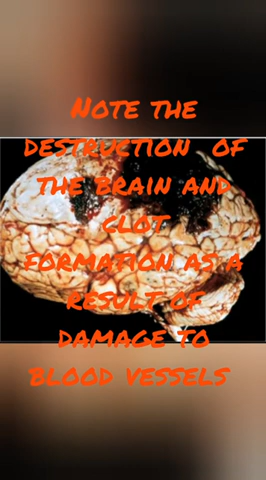 Note the
destruction of
the brain and
clot
formation as a
result of
damage to
blood vessels